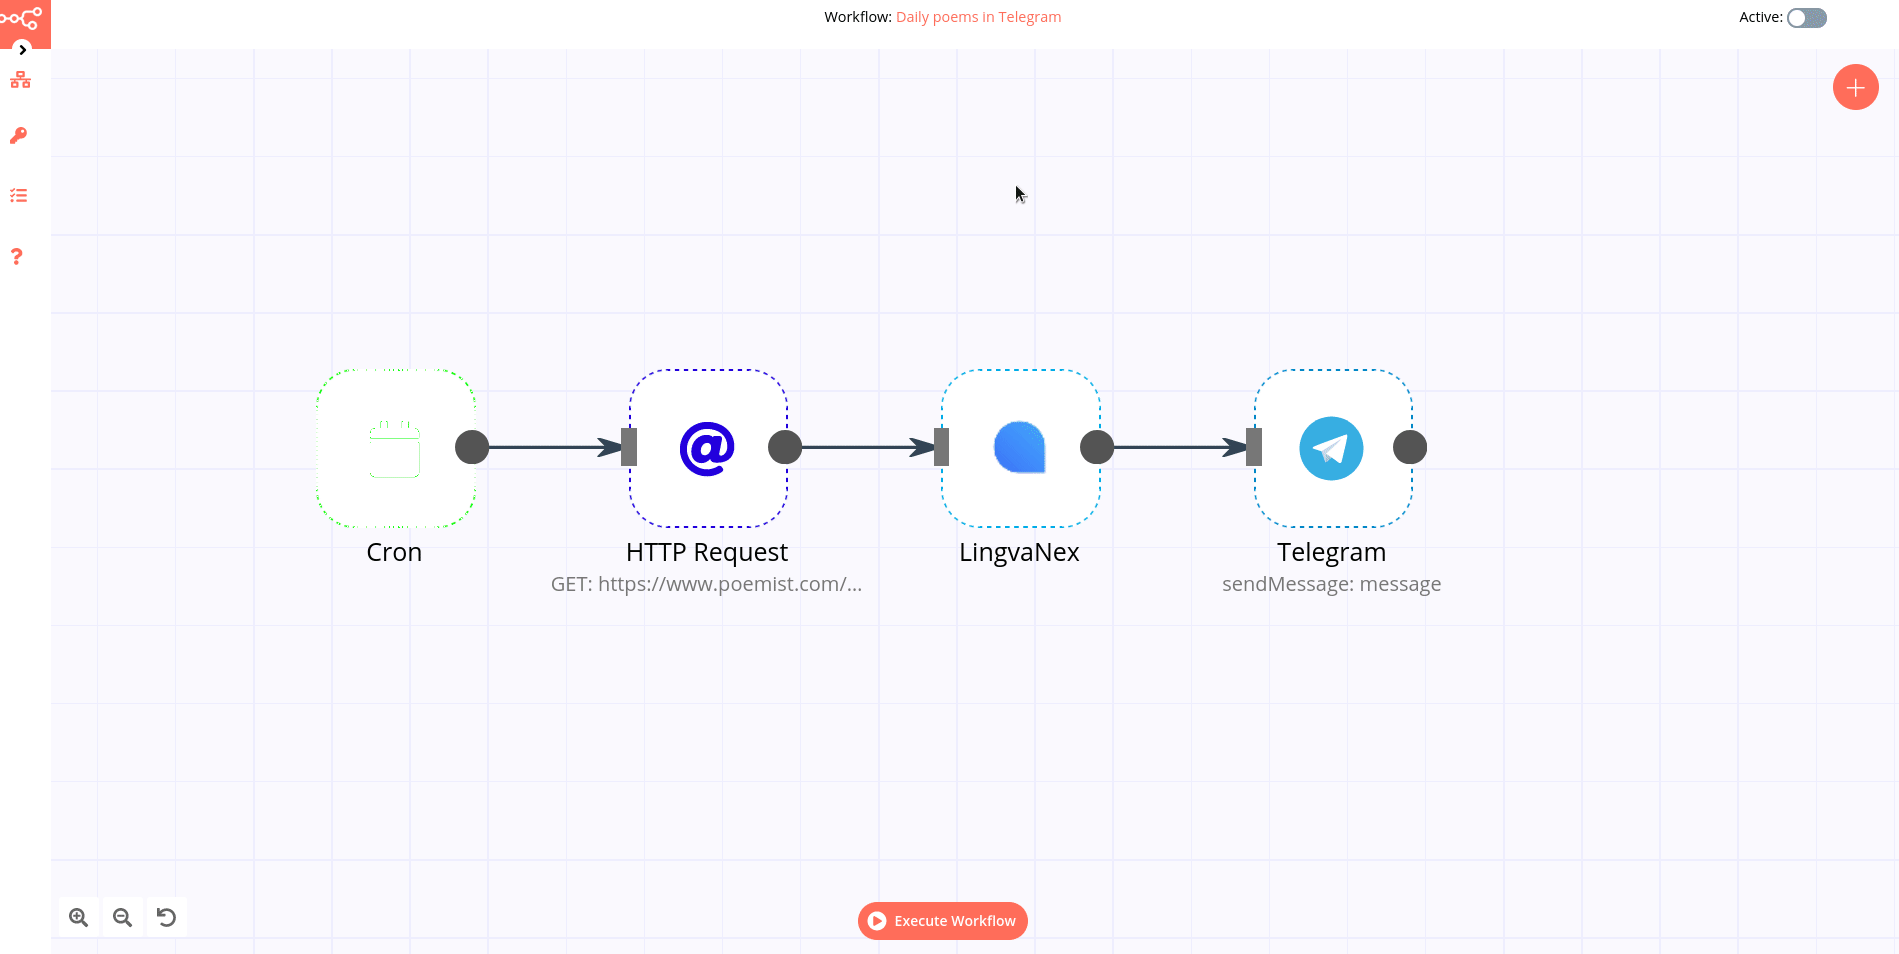 Workflow: Daily poems in Telegram
Active:
Cron
HTTP Request
GET: https://www.poemist.com/...
LingvaNex
Telegram
sendMessage: message
Execute Workflow